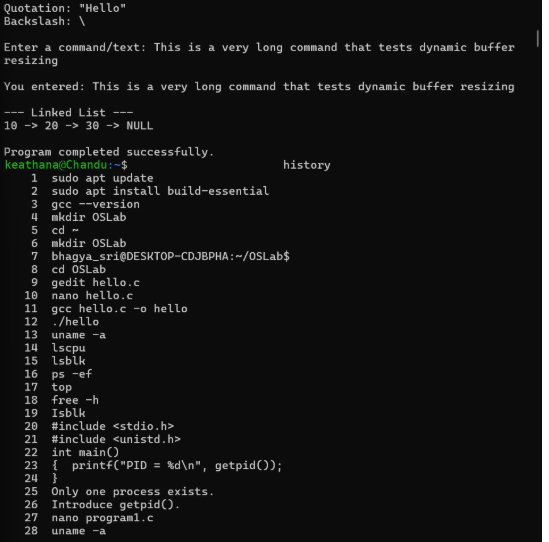 Quotation: "Hello"
Backslash: \
Enter a command/text: This is a very long command that tests dynamic buffer
resizing
You entered: This is a very long command that tests dynamic buffer resizing
--- Linked List ---
10 -> 20 -> 30 -> NULL
Program completed successfully.
keathana@Chandu:~$ history
1 sudo apt update
2 sudo apt install build-essential
3 gcc --version
4 mkdir OSLab
5 cd ~
6 mkdir OSLab
7 bhagya_sri@DESKTOP-CDJBPHA:~/OSLab$
8 cd OSLab
9 gedit hello.c
10 nano hello.c
11 gcc hello.c -o hello
12 ./hello
13 uname -a
14 lscpu
15 lsblk
16 ps -ef
17 top
18 free -h
19 Isblk
20 #include <stdio.h>
21 #include <unistd.h>
22 int main()
23 { printf("PID = %d\n", getpid());
24 }
25 Only one process exists.
26 Introduce getpid().
27 nano program1.c
28 uname -a